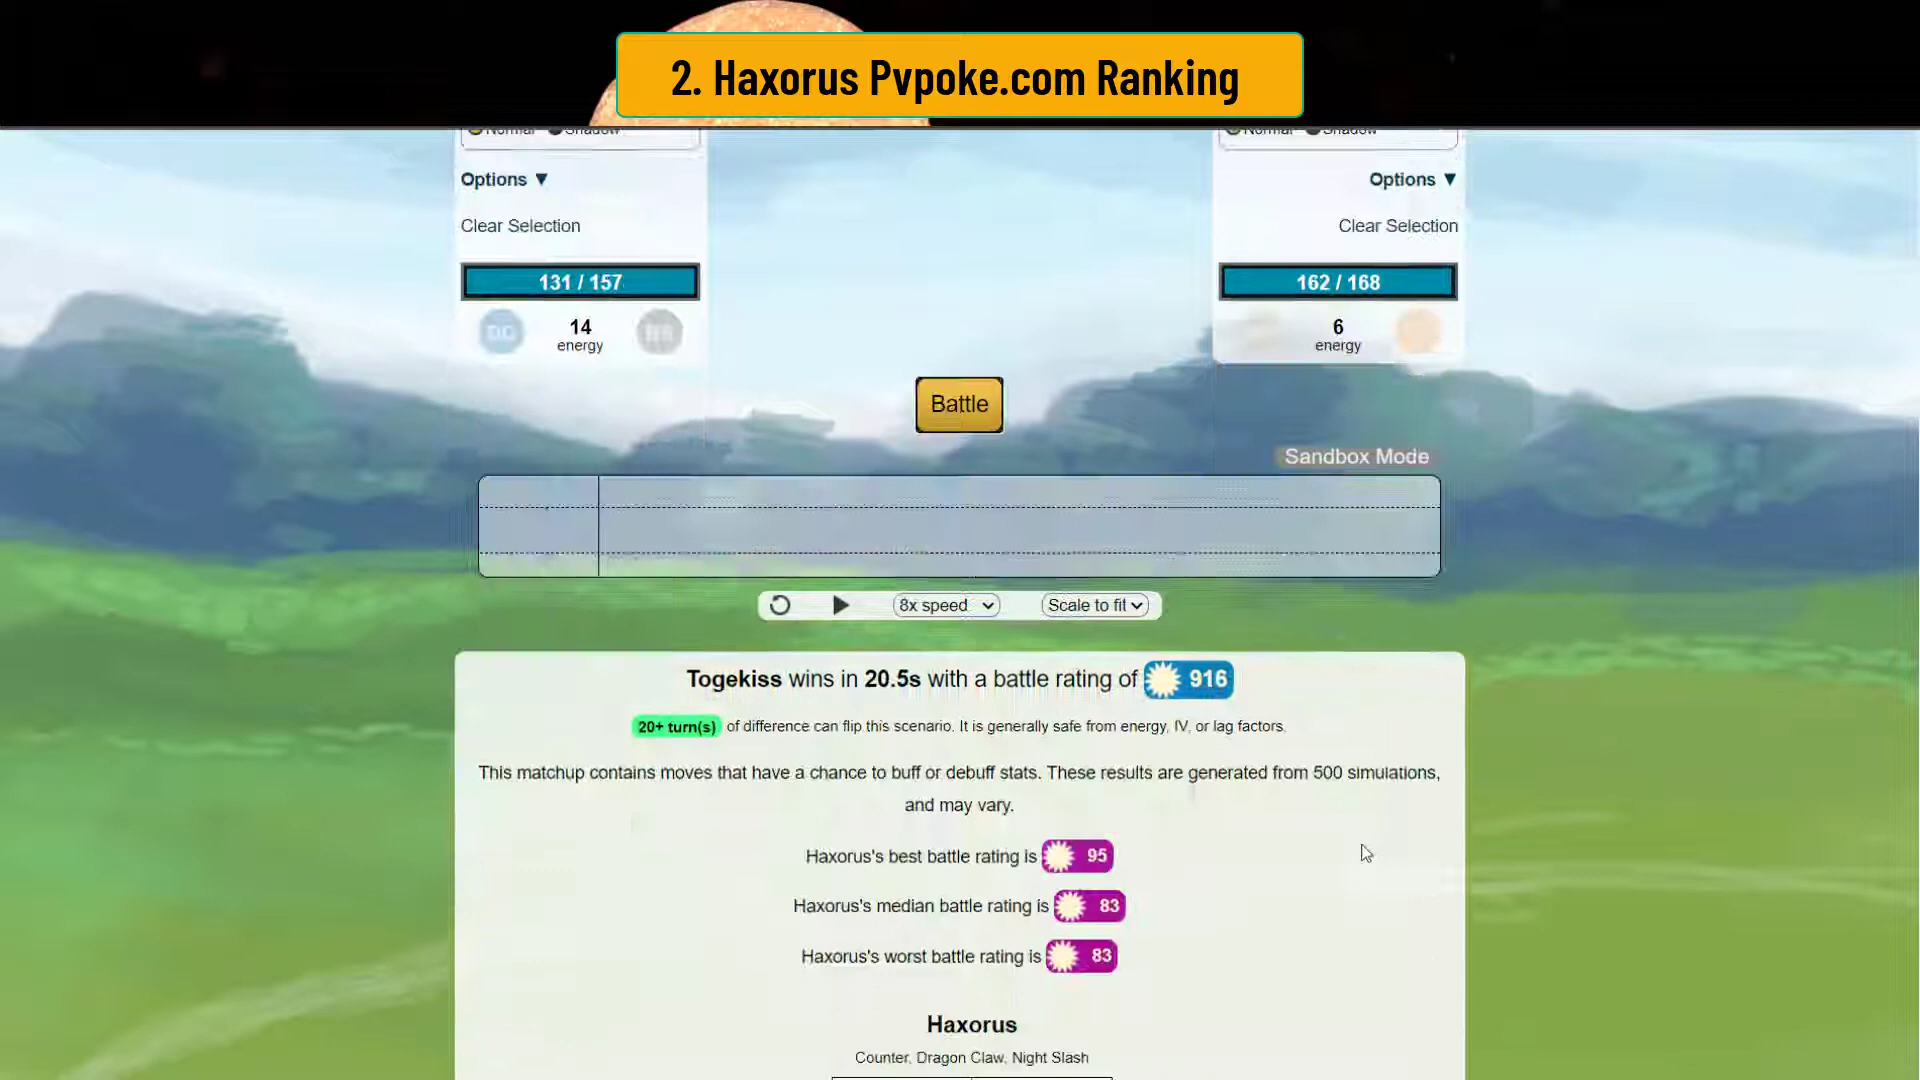 2. Haxorus Pvpoke.com Ranking
Normal Shadow
Normal Shadow
Options ▼
Options ▼
Clear Selection
Clear Selection
131 / 157
162 / 168
DC 14 energy
6 energy
Battle
Sandbox Mode
8x speed
Scale to fit
Togekiss wins in 20.5s with a battle rating of 916
20+ turn(s) of difference can flip this scenario. It is generally safe from energy, IV, or lag factors.
This matchup contains moves that have a chance to buff or debuff stats. These results are generated from 500 simulations,
and may vary.
Haxorus's best battle rating is 95
Haxorus's median battle rating is 83
Haxorus's worst battle rating is 83
Haxorus
Counter, Dragon Claw, Night Slash